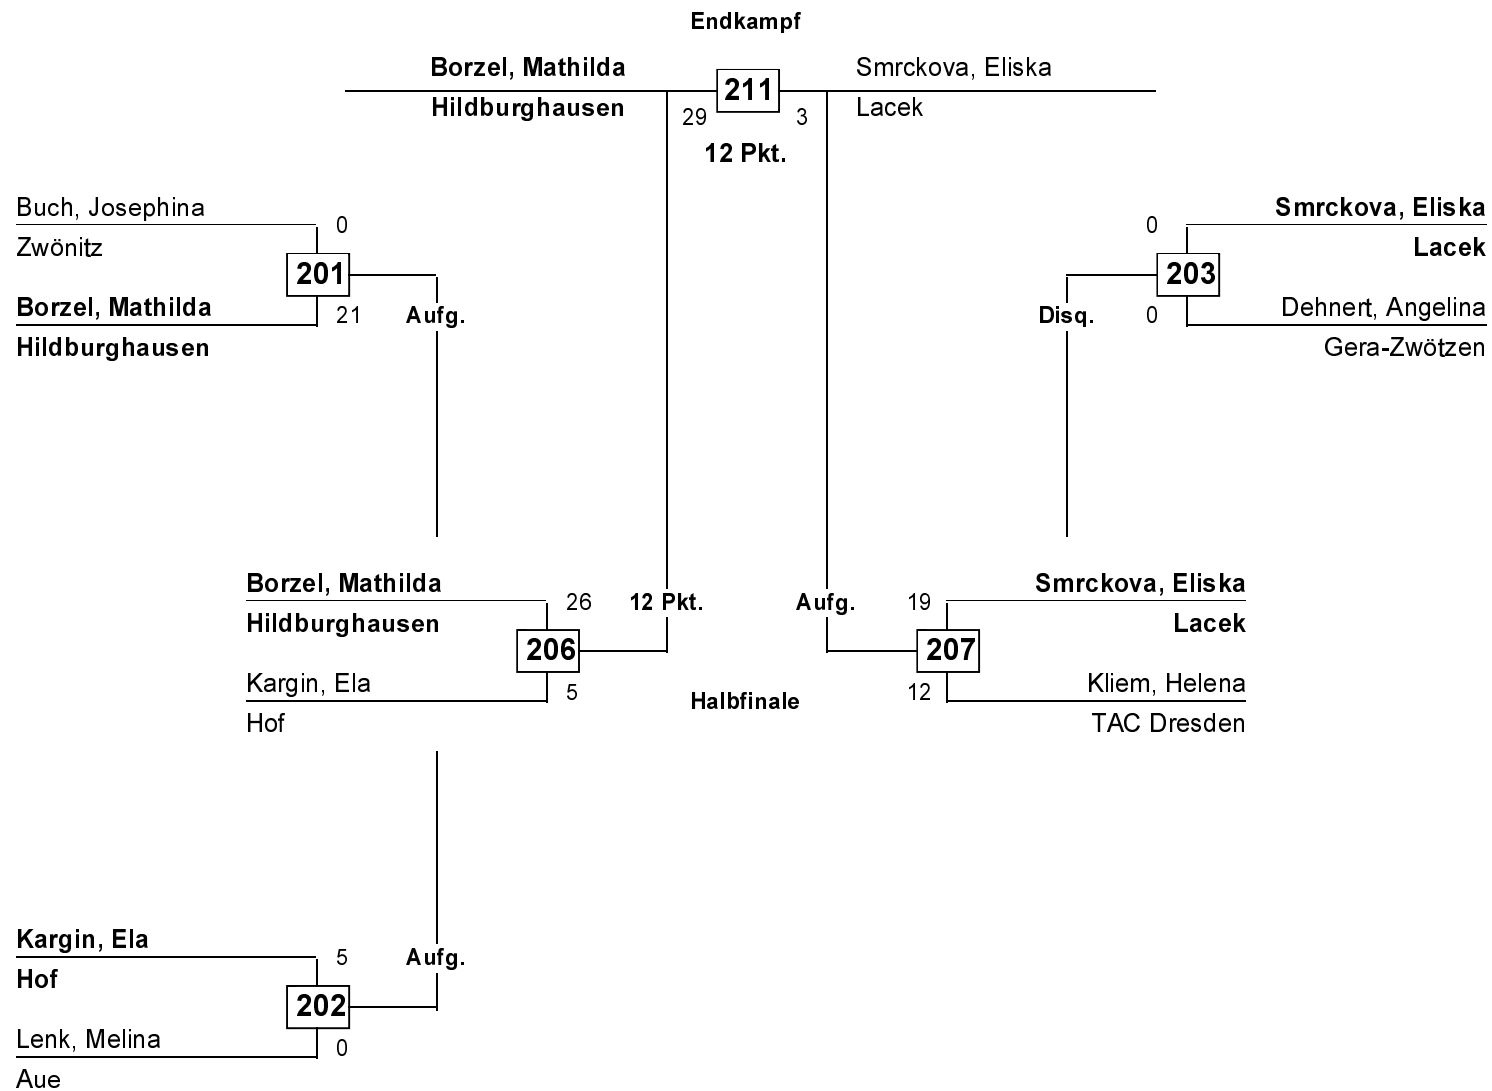 Endkampf
Borzel, Mathilda
Hildburghausen
211
Smrckova, Eliska
Lacek
29
3
12 Pkt.
Buch, Josephina
Zwönitz
0
201
Borzel, Mathilda
Hildburghausen
21
Aufg.
Smrckova, Eliska
Lacek
0
203
Dehnert, Angelina
Gera-Zwötzen
0
Disq.
Borzel, Mathilda
Hildburghausen
26
206
12 Pkt.
Kargin, Ela
Hof
5
Smrckova, Eliska
Lacek
19
207
Aufg.
Kliem, Helena
TAC Dresden
12
Halbfinale
Kargin, Ela
Hof
5
202
Aufg.
Lenk, Melina
Aue
0